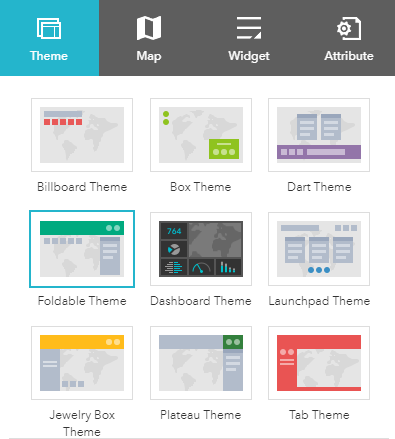 Theme Map Widget Attribute
Billboard Theme Box Theme Dart Theme
764
Foldable Theme Dashboard Theme Launchpad Theme
Jewelry Box Theme Plateau Theme Tab Theme